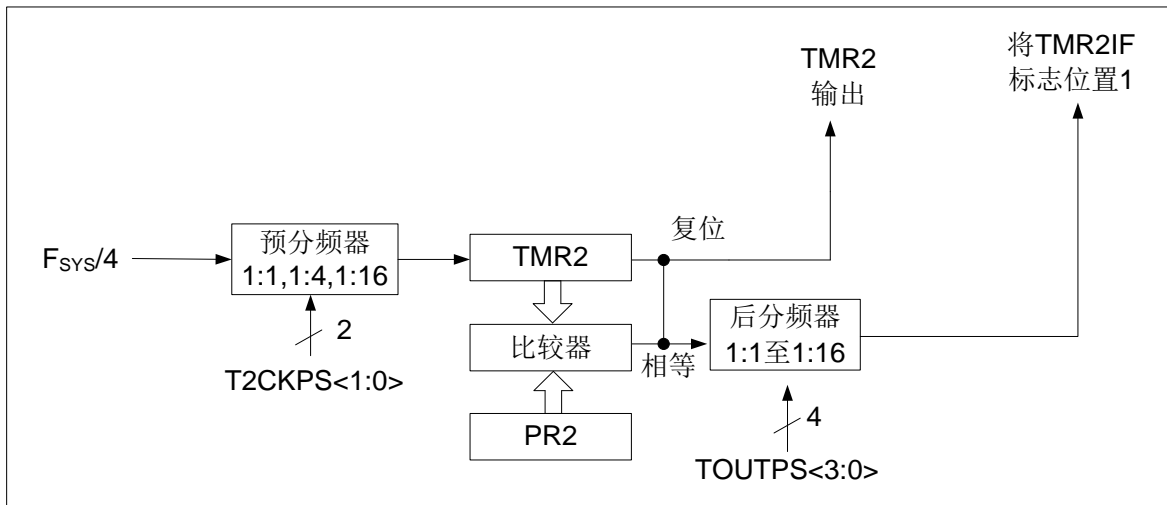 TMR2
输出
将TMR2IF
标志位置1
FSYS/4
预分频器
1:1,1:4,1:16
2
T2CKPS<1:0>
TMR2
复位
比较器
相等
PR2
后分频器
1:1至1:16
4
TOUTPS<3:0>